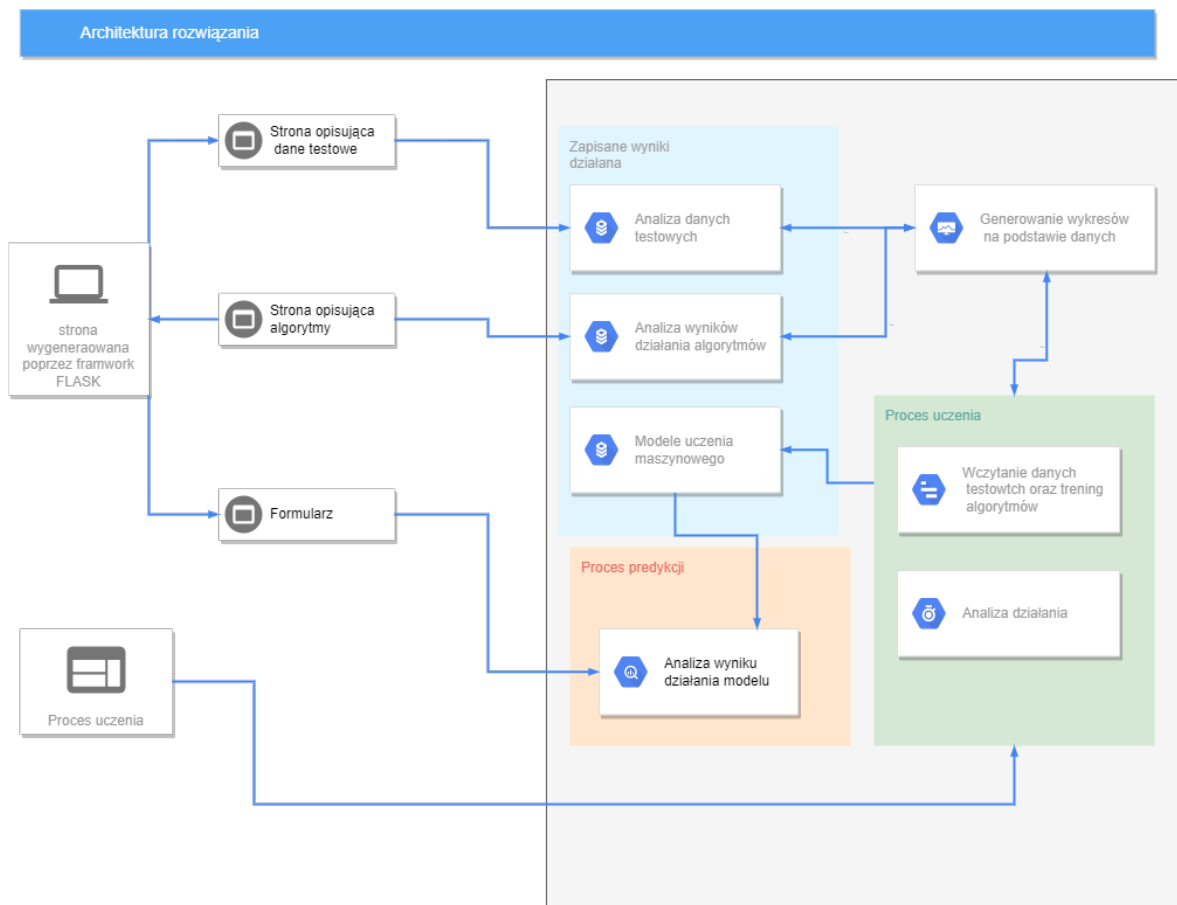 Architektura rozwiązania
Strona opisująca
dane testowe
Zapisane wyniki
działana
Analiza danych
testowych
Generowanie wykresów
na podstawie danych
strona
wygeneraowana
poprzez framwork
FLASK
Strona opisująca
algorytmy
Analiza wyników
działania algorytmów
Modele uczenia
maszynowego
Proces uczenia
Wczytanie danych
testowtch oraz trening
algorytmów
Formularz
Proces predykcji
Analiza działania
Analiza wyniku
działania modelu
Proces uczenia